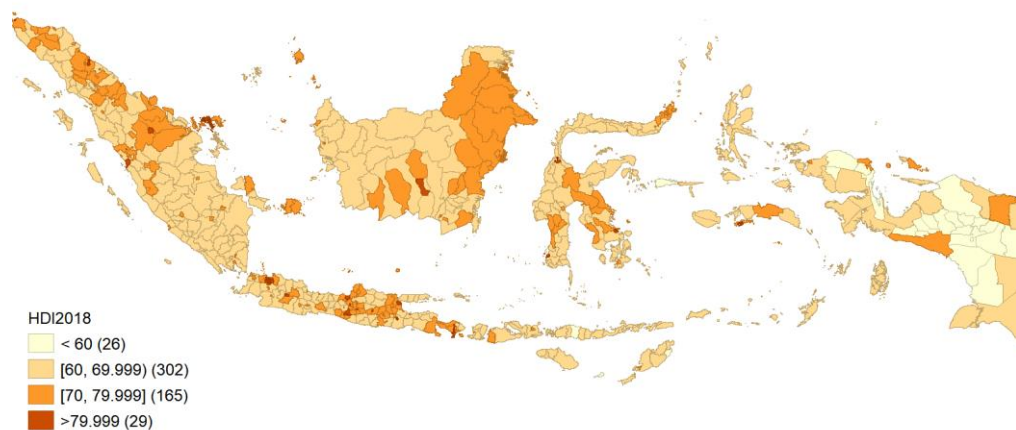 HDI2018
< 60 (26)
[60, 69.999) (302)
[70, 79.999] (165)
>79.999 (29)